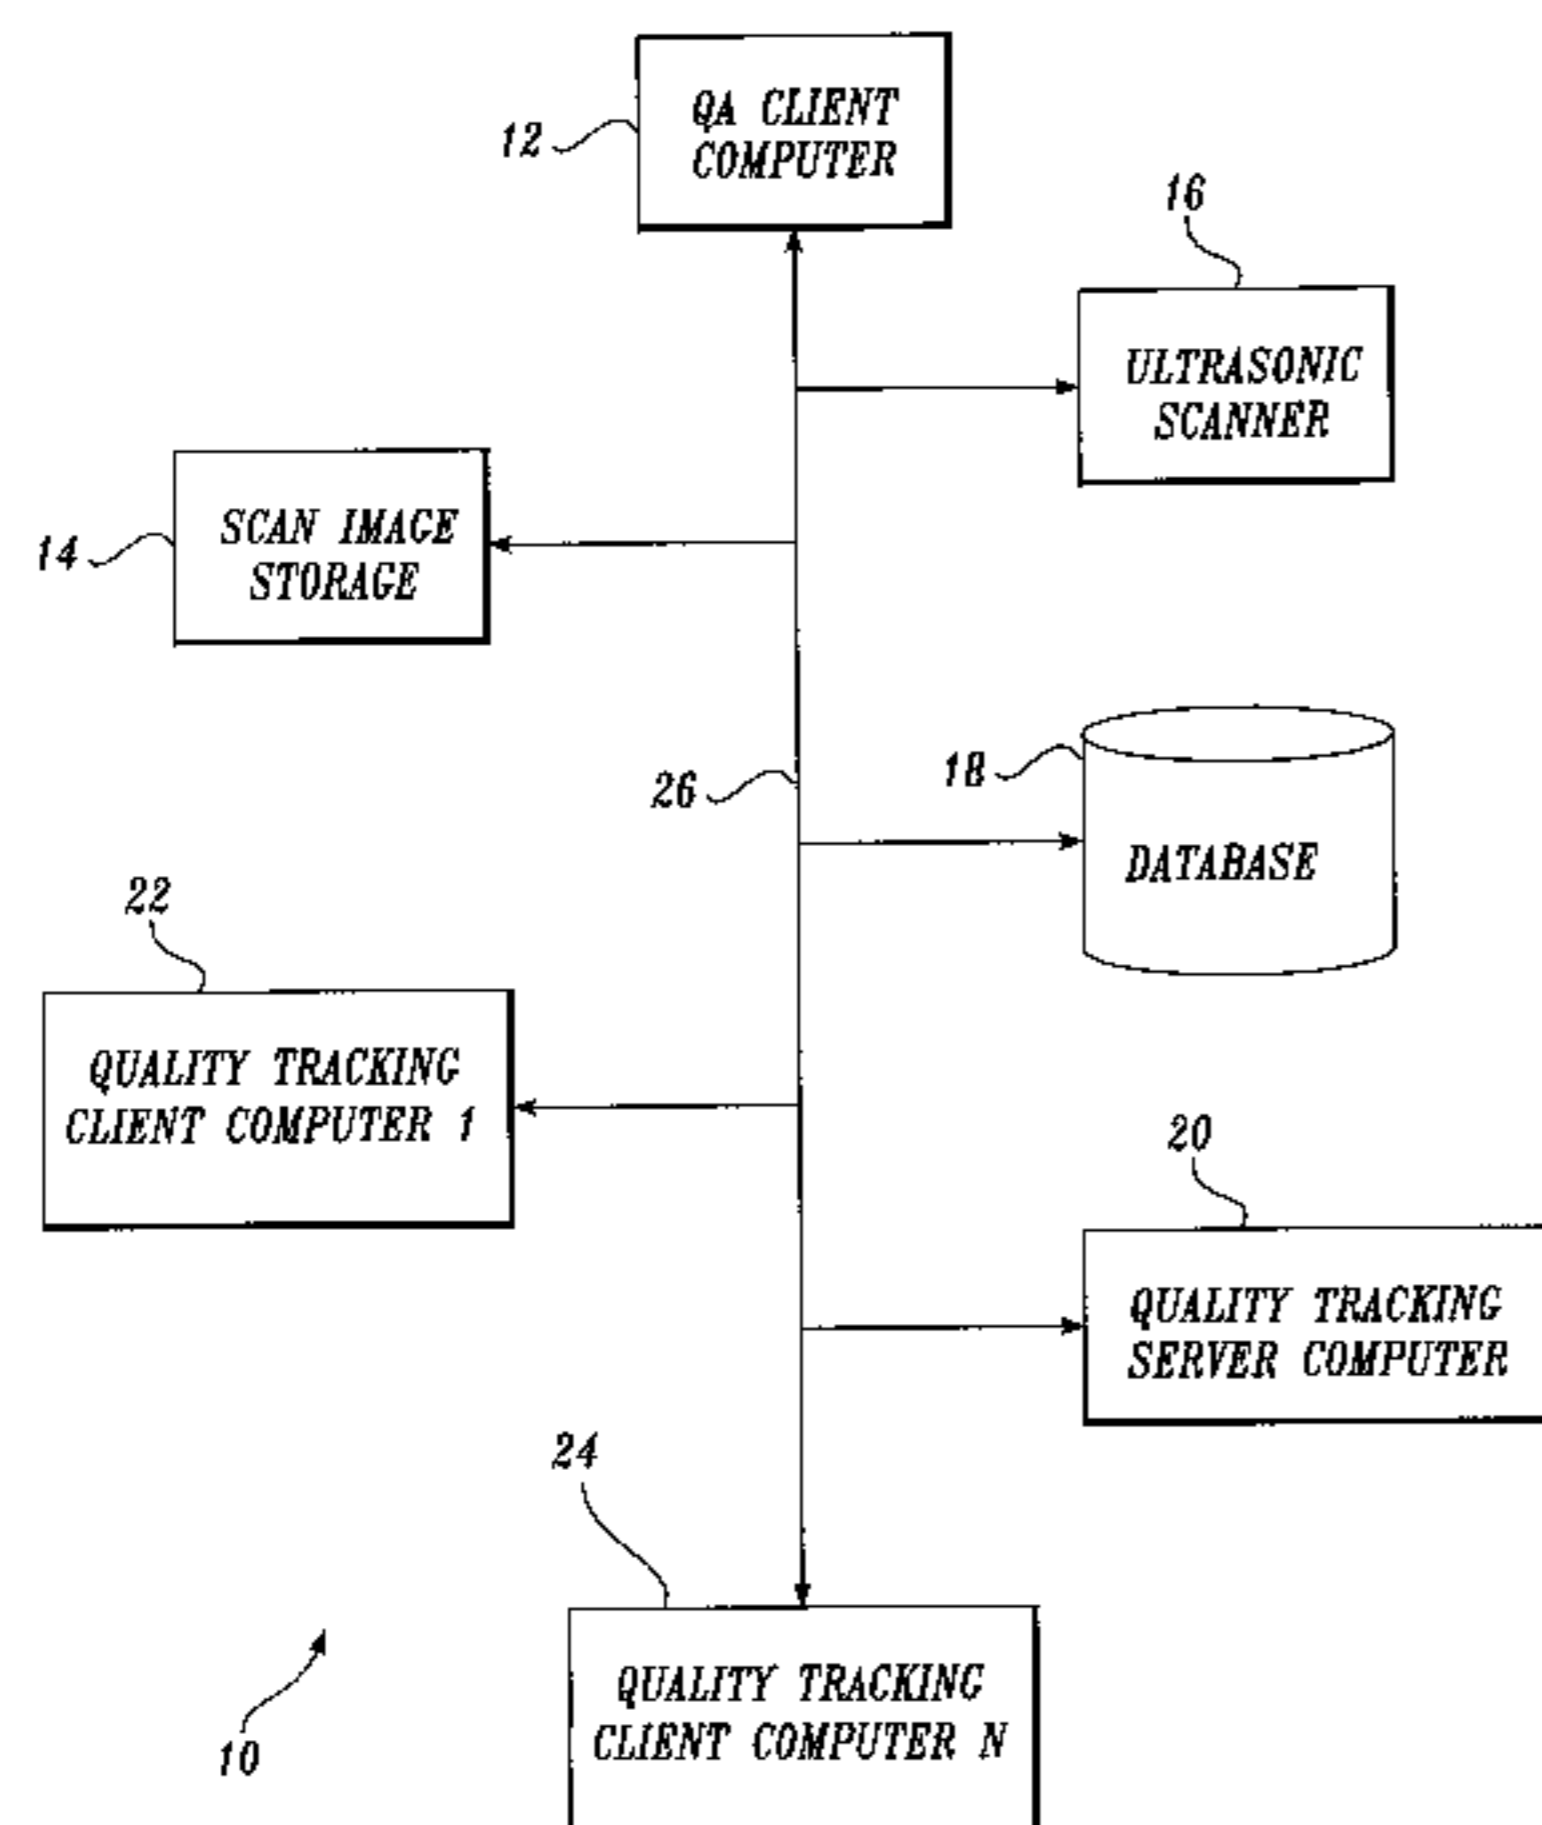 QA CLIENT
COMPUTER
12
16
ULTRASONIC
SCANNER
SCAN IMAGE
STORAGE
14
18
26
DATABASE
22
QUALITY TRACKING
CLIENT COMPUTER 1
20
QUALITY TRACKING
SERVER COMPUTER
24
QUALITY TRACKING
CLIENT COMPUTER N
10